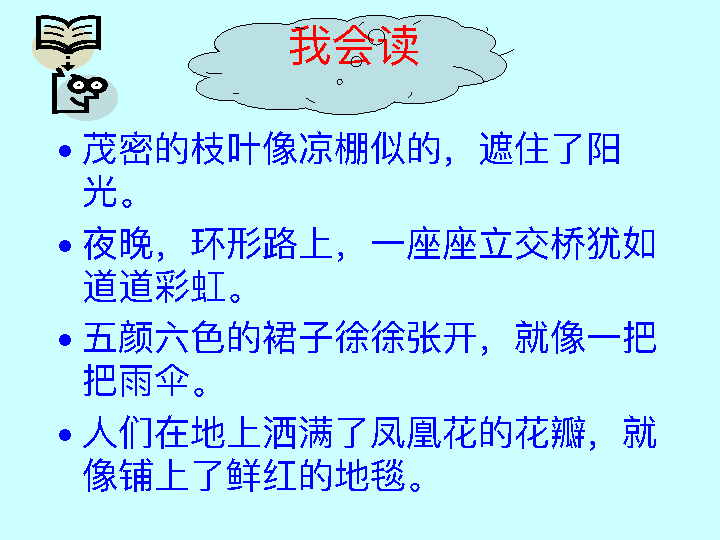 我会读
• 茂密的枝叶像凉棚似的，遮住了阳
光。
• 夜晚，环形路上，一座座立交桥犹如
道道彩虹。
• 五颜六色的裙子徐徐张开，就像一把
把雨伞。
• 人们在地上洒满了凤凰花的花瓣，就
像铺上了鲜红的地毯。